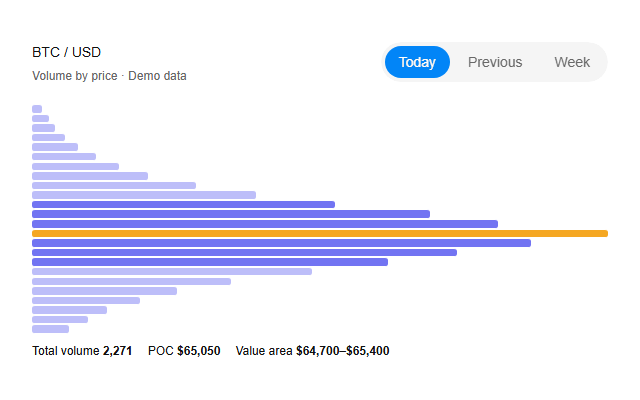 BTC / USD
Volume by price · Demo data
Today Previous Week
Total volume 2,271 POC $65,050 Value area $64,700–$65,400